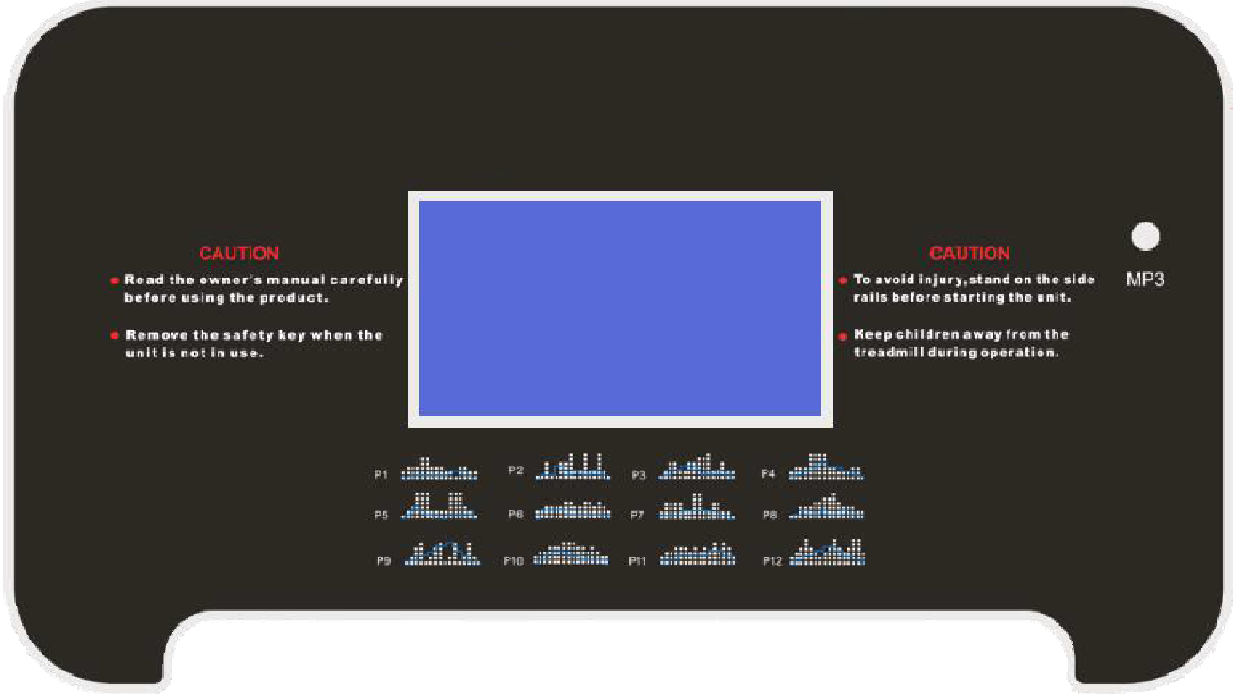 CAUTION
Read the owner's manual carefully
before using the product.
Remove the safety key when the
unit is not in use.
CAUTION
To avoid injury,stand on the side
rails before starting the unit.
Keep children away from the
treadmill during operation.
MP3
P1 P2 P3 P4
P5 P6 P7 P8
P9 P10 P11 P12